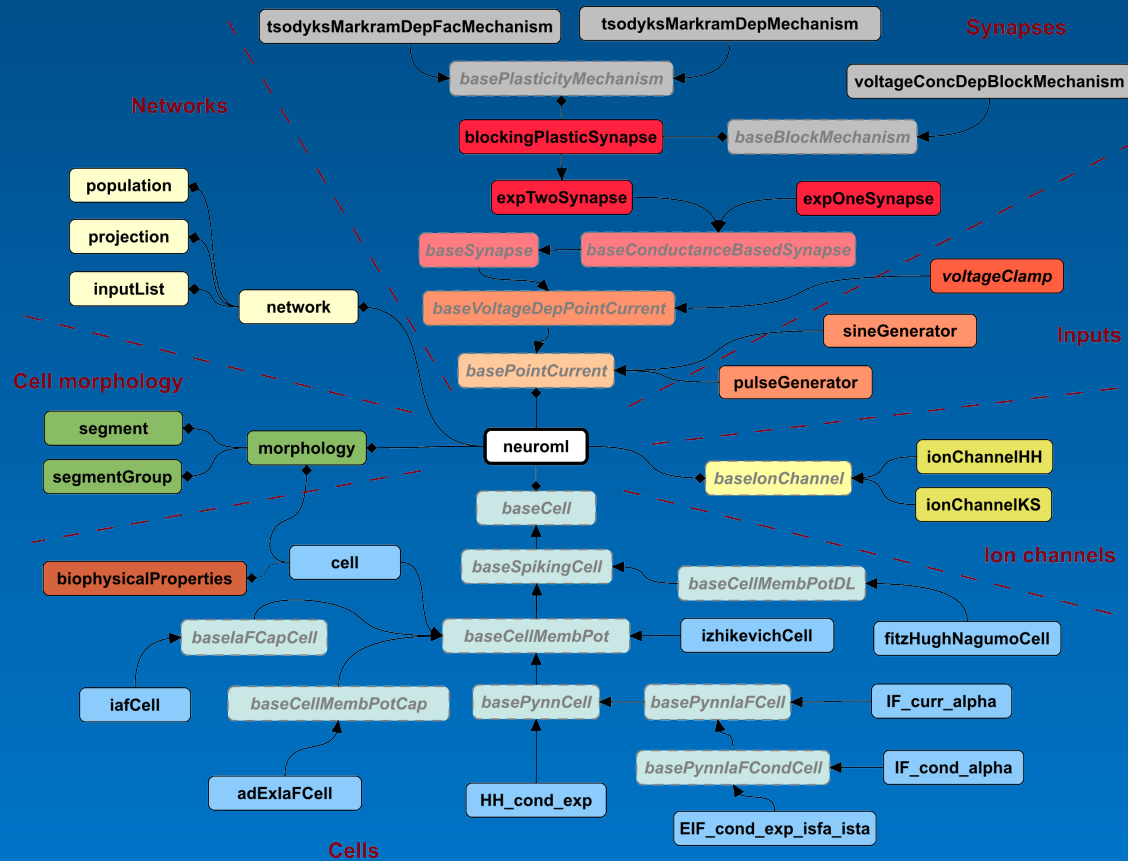 tsodyksMarkramDepFacMechanism
tsodyksMarkramDepMechanism
Synapses
basePlasticityMechanism
voltageConcDepBlockMechanism
Networks
blockingPlasticSynapse
baseBlockMechanism
population
expTwoSynapse
expOneSynapse
projection
baseSynapse
baseConductanceBasedSynapse
inputList
voltageClamp
network
baseVoltageDepPointCurrent
sineGenerator
Inputs
basePointCurrent
pulseGenerator
Cell morphology
segment
morphology
neuroml
ionChannelHH
segmentGroup
baseIonChannel
ionChannelKS
baseCell
Ion channels
biophysicalProperties
cell
baseSpikingCell
baseCellMembPotDL
baseIaFCapCell
baseCellMembPot
izhikevichCell
fitzHughNagumoCell
iafCell
baseCellMembPotCap
basePynnCell
basePynnIaFCell
IF_curr_alpha
basePynnIaFCondCell
IF_cond_alpha
adExIaFCell
HH_cond_exp
EIF_cond_exp_isfa_ista
Cells